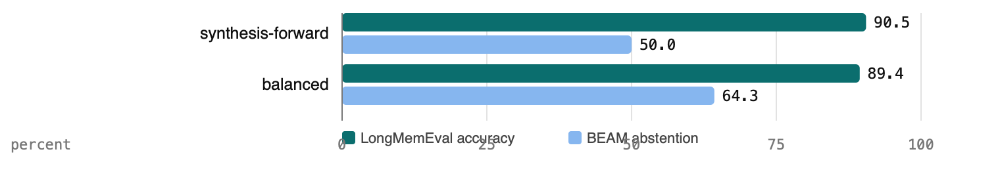 synthesis-forward
90.5
50.0
balanced
89.4
64.3
LongMemEval accuracy BEAM abstention
percent 0 25 50 75 100